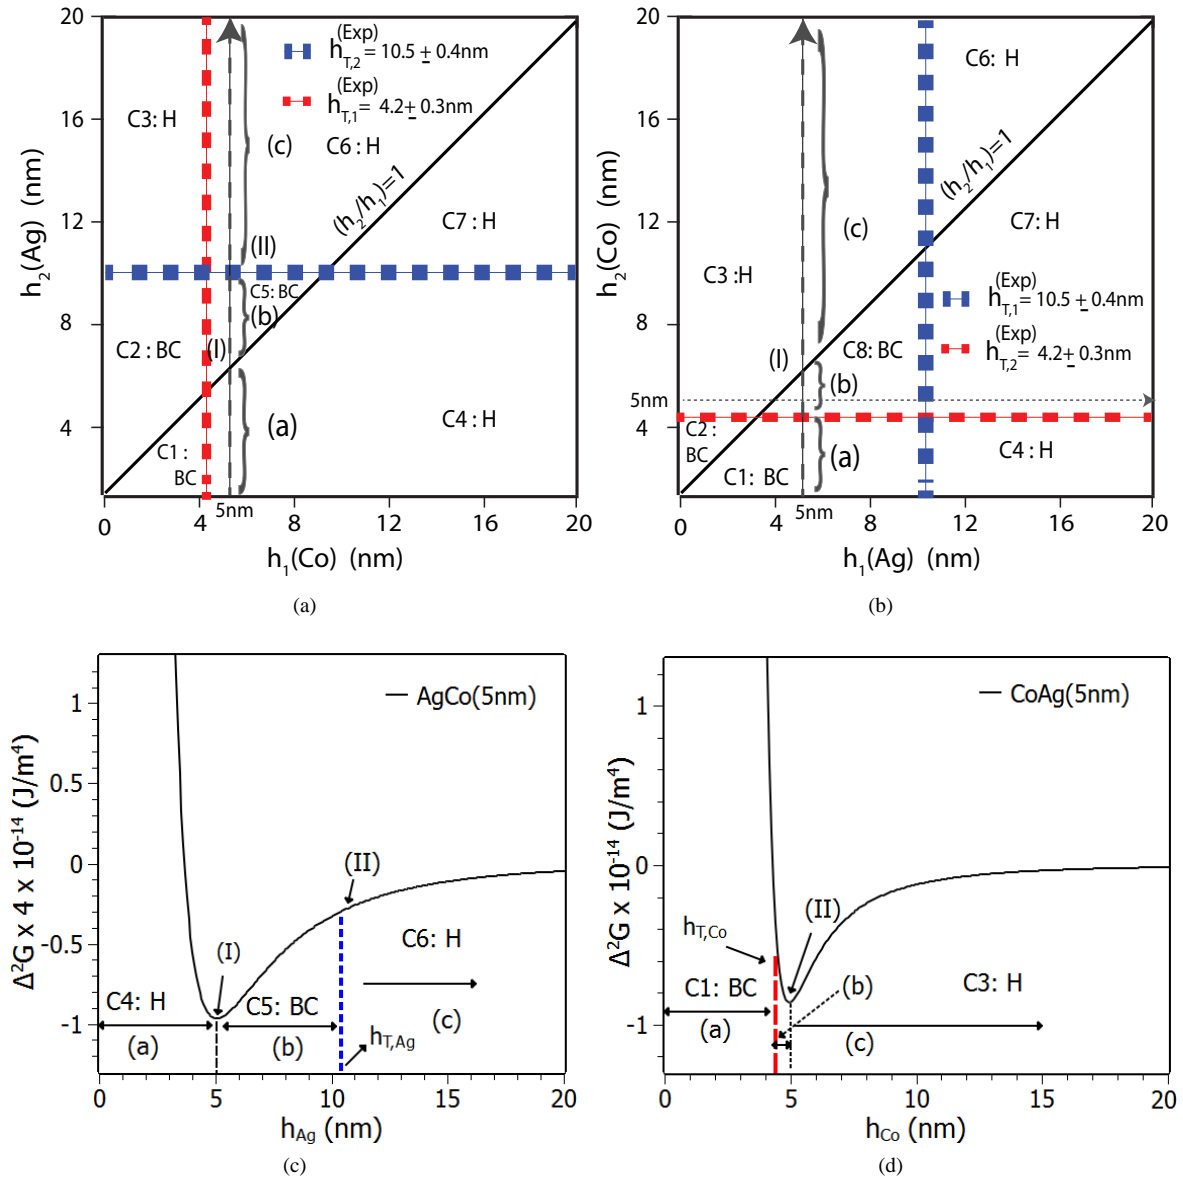 20
16
12
8
4
0
4
8
12
16
20
h2(Ag) (nm)
h1(Co) (nm)
5nm
(Exp)
hT,2 = 10.5 ± 0.4nm
(Exp)
hT,1 = 4.2± 0.3nm
C3: H
(c)
C6 : H
(h2/h1)=1
C7 : H
(II)
C5: BC
(b)
C2 : BC
(I)
(a)
C4 : H
C1 :
BC
(a)
20
16
12
8
5nm
4
0
4
8
12
16
20
h2(Co) (nm)
h1(Ag) (nm)
5nm
C6: H
(h2/h1)=1
C7: H
(c)
C3 :H
(Exp)
hT,1 = 10.5 ± 0.4nm
(Exp)
hT,2 = 4.2± 0.3nm
(I)
C8: BC
(b)
C2 :
BC
(a)
C1: BC
C4 : H
(b)
1
0.5
0
-0.5
-1
0
5
10
15
20
Δ²G x 4 x 10⁻¹⁴ (J/m⁴)
hAg (nm)
AgCo(5nm)
(II)
(I)
C6: H
C4: H
C5: BC
(c)
(a)
(b)
hT,Ag
(c)
1
0
-1
0
5
10
15
20
Δ²G x 10⁻¹⁴ (J/m⁴)
hCo (nm)
CoAg(5nm)
hT,Co
(II)
C1: BC
(b)
C3: H
(a)
(c)
(d)